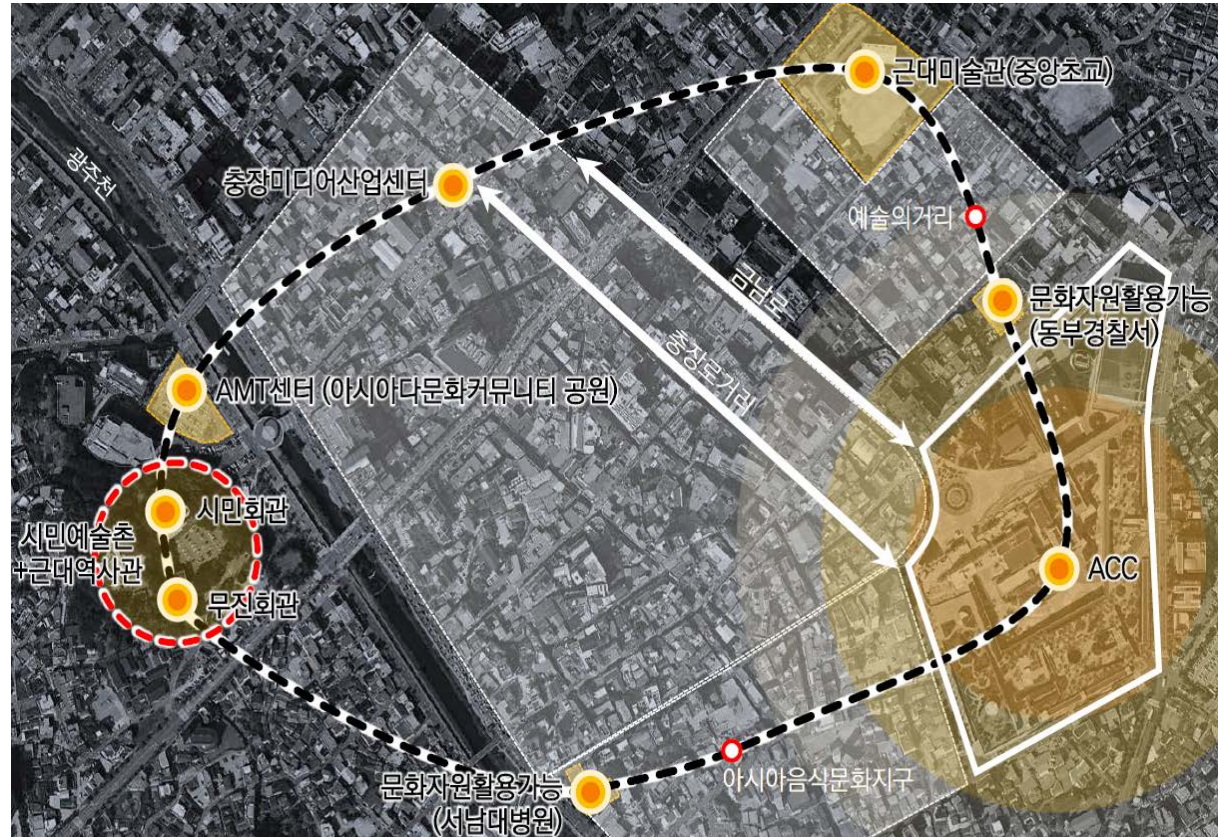 근대미술관(중앙초교)
광주천
충장미디어산업센터
예술의거리
금남로
문화자원활용가능
(동부경찰서)
충장로거리
AMT센터 (아시아다문화커뮤니티 공원)
시민회관
시민예술촌
+근대역사관
ACC
무진회관
아시아음식문화지구
문화자원활용가능
(서남대병원)